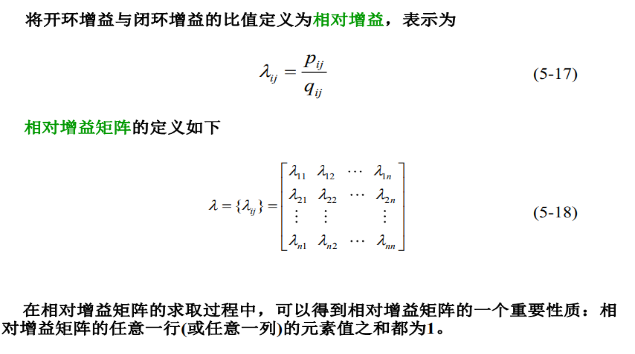 将开环增益与闭环增益的比值定义为相对增益，表示为
λij = pij / qij (5-17)
相对增益矩阵的定义如下
λ11 λ12 ⋯ λ1n
λ21 λ22 ⋯ λ2n
λ = {λij} = (5-18)
⋮ ⋮ ⋮
λn1 λn2 ⋯ λnn
在相对增益矩阵的求取过程中，可以得到相对增益矩阵的一个重要性质：相
对增益矩阵的任意一行(或任意一列)的元素值之和都为1。